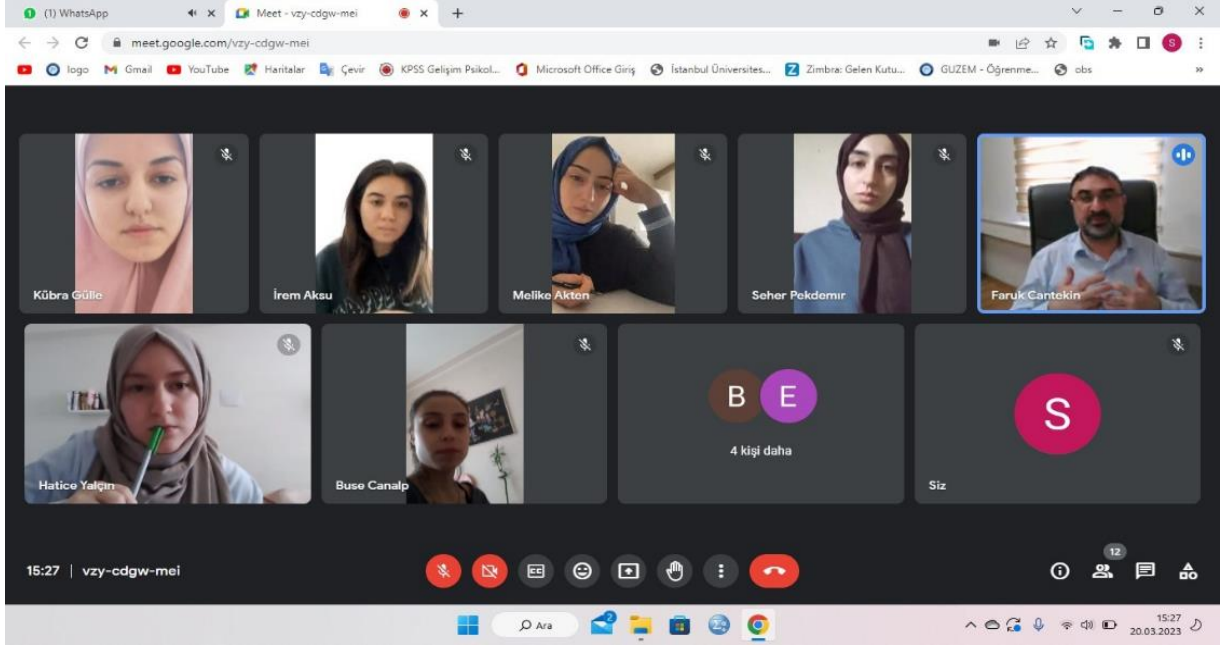 (1) WhatsApp
Meet - vzy-cdgw-mei
meet.google.com/vzy-cdgw-mei
S
logo
Gmail
YouTube
Haritalar
Çevir
KPSS Gelişim Psikol...
Microsoft Office Giriş
İstanbul Üniversites...
Zimbra: Gelen Kutu...
GUZEM - Öğrenme...
obs
Kübra Gülle
İrem Aksu
Melike Akten
Seher Pekdemir
Faruk Cantekin
Hatice Yalçın
Buse Canalp
B E
4 kişi daha
S
Siz
15:27 | vzy-cdgw-mei
CC
12
Ara
2
15:27
20.03.2023